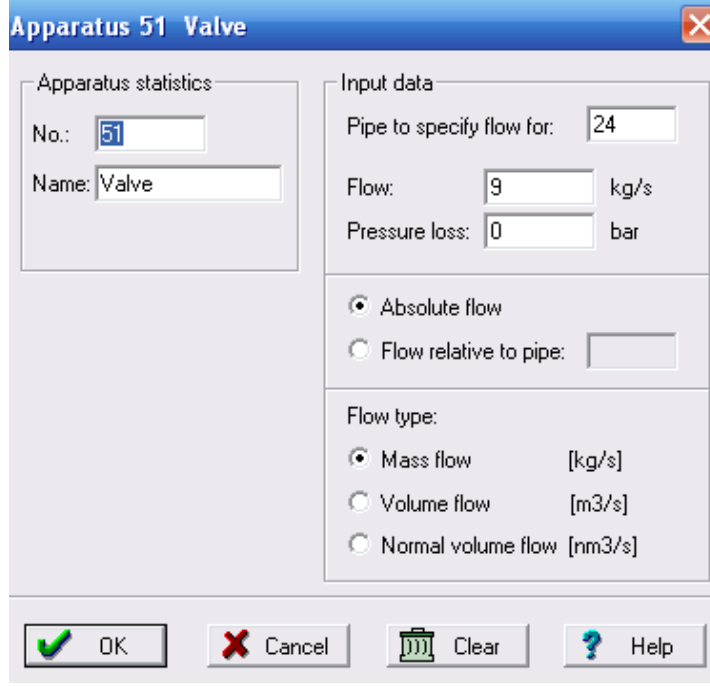 Apparatus 51 Valve
Apparatus statistics
No.: 51
Name: Valve
Input data
Pipe to specify flow for: 24
Flow: 9 kg/s
Pressure loss: 0 bar
Absolute flow
Flow relative to pipe:
Flow type:
Mass flow [kg/s]
Volume flow [m3/s]
Normal volume flow [nm3/s]
OK Cancel Clear Help